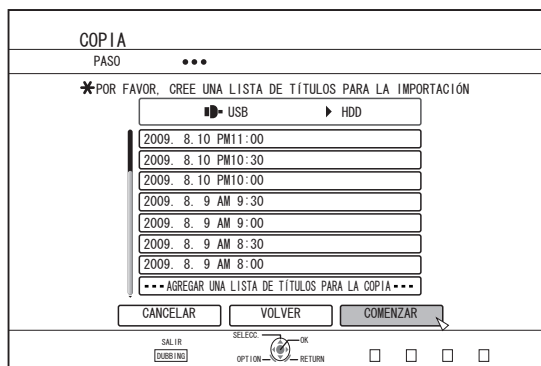 COPIA
PASO
*POR FAVOR, CREE UNA LISTA DE TÍTULOS PARA LA IMPORTACIÓN
USB ▶ HDD
2009. 8.10 PM11:00
2009. 8.10 PM10:30
2009. 8.10 PM10:00
2009. 8. 9 AM 9:30
2009. 8. 9 AM 9:00
2009. 8. 9 AM 8:30
2009. 8. 9 AM 8:00
---AGREGAR UNA LISTA DE TÍTULOS PARA LA COPIA---
CANCELAR VOLVER COMENZAR
SALIR SELECC. OK
DUBBING OPTION RETURN